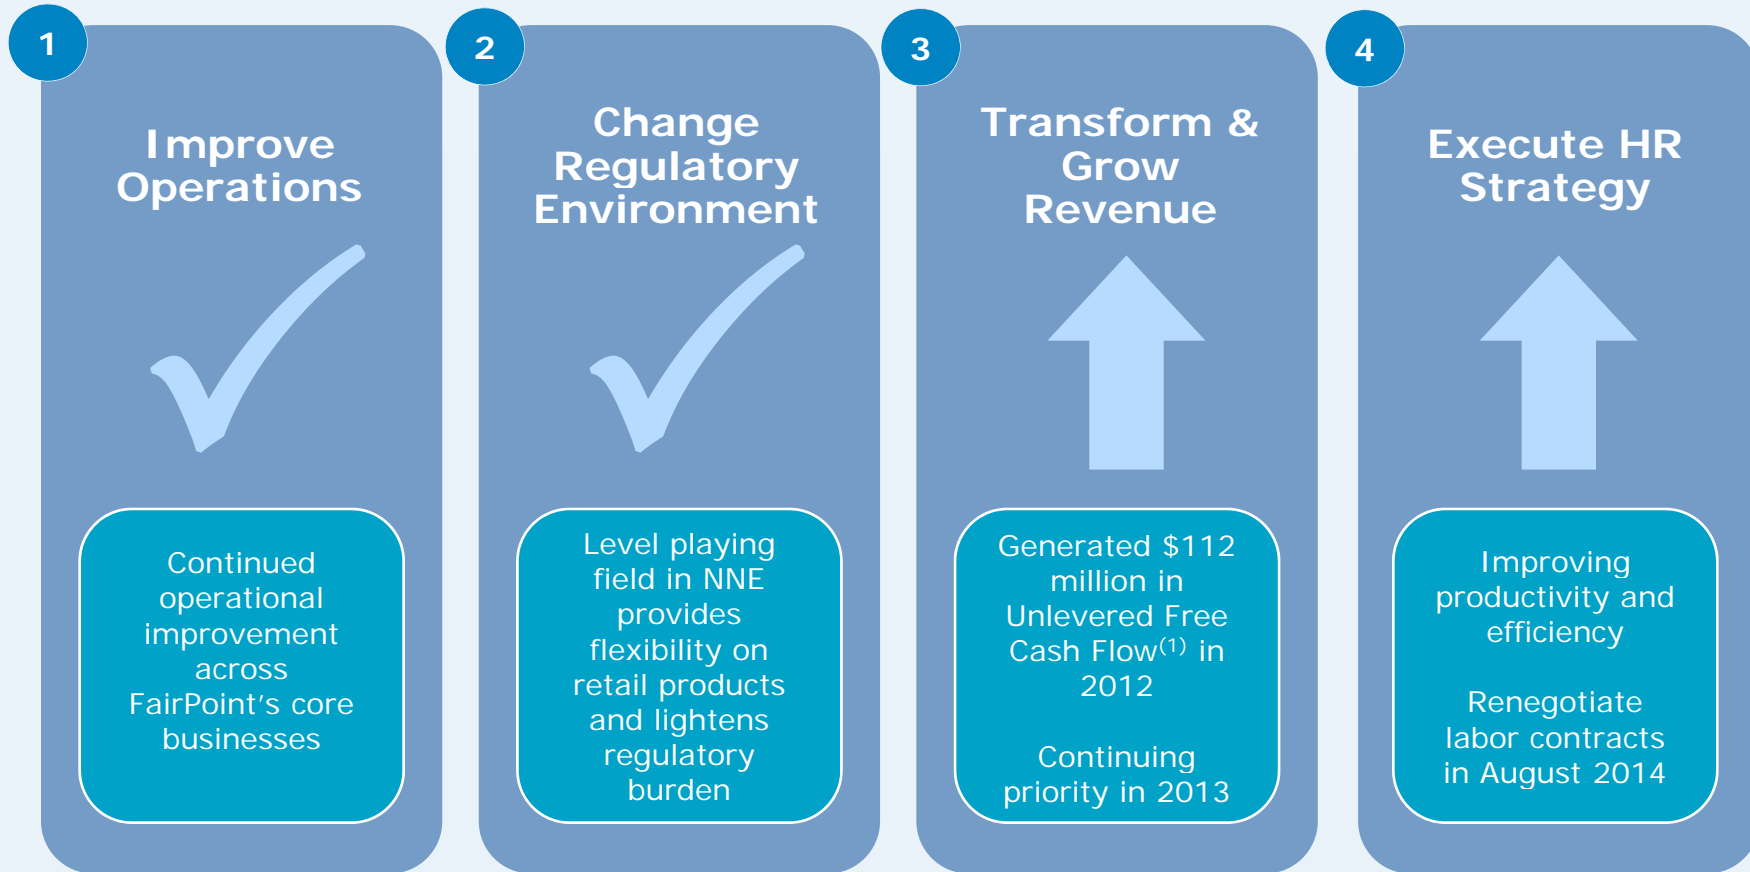 1
Improve
Operations
Continued
operational
improvement
across
FairPoint's core
businesses
2
Change
Regulatory
Environment
Level playing
field in NNE
provides
flexibility on
retail products
and lightens
regulatory
burden
3
Transform &
Grow
Revenue
Generated $112
million in
Unlevered Free
Cash Flow(1) in
2012
Continuing
priority in 2013
4
Execute HR
Strategy
Improving
productivity and
efficiency
Renegotiate
labor contracts
in August 2014